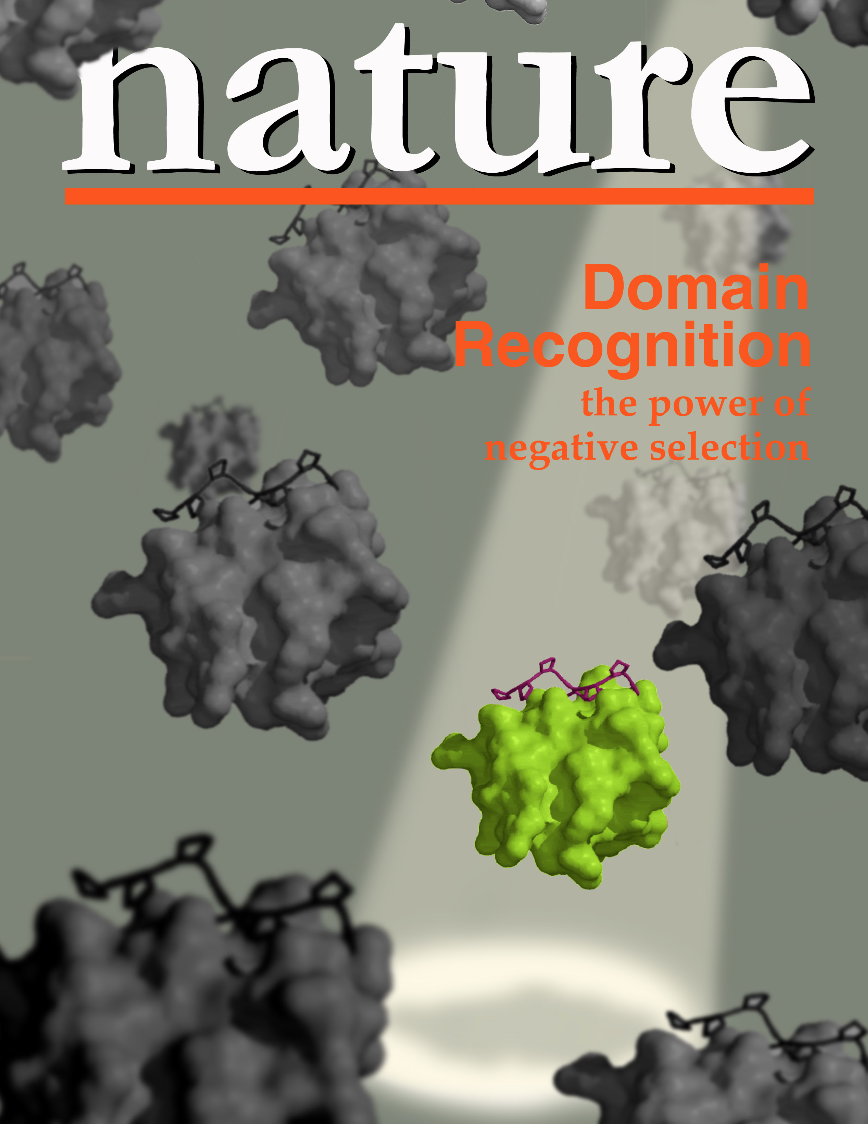 nature
Domain
Recognition
the power of
negative selection